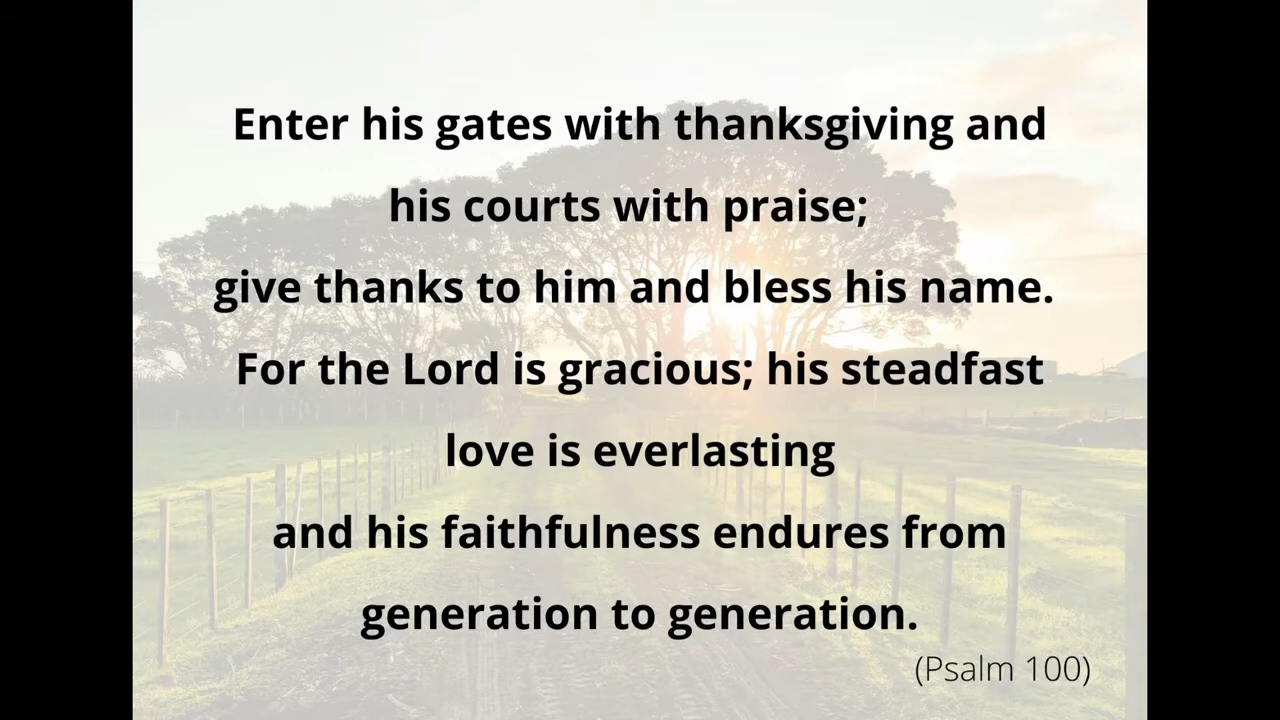 Enter his gates with thanksgiving and
his courts with praise;
give thanks to him and bless his name.
For the Lord is gracious; his steadfast
love is everlasting
and his faithfulness endures from
generation to generation.
(Psalm 100)